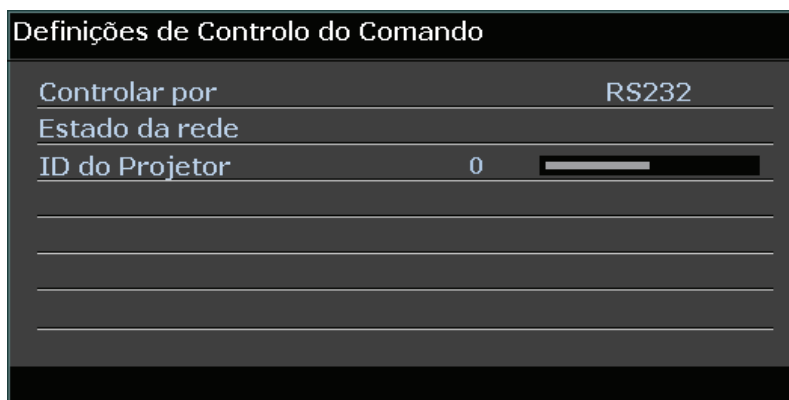 Definições de Controlo do Comando
Controlar por RS232
Estado da rede
ID do Projetor 0